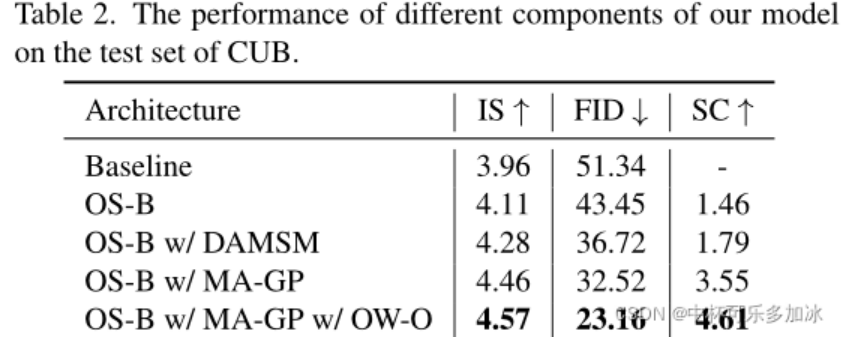 Table 2. The performance of different components of our model
on the test set of CUB.
Architecture IS ↑ FID ↓ SC ↑
Baseline 3.96 51.34 -
OS-B 4.11 43.45 1.46
OS-B w/ DAMSM 4.28 36.72 1.79
OS-B w/ MA-GP 4.46 32.52 3.55
OS-B w/ MA-GP w/ OW-O 4.57 23.16 4.61
CSDN @中杯可乐多加冰